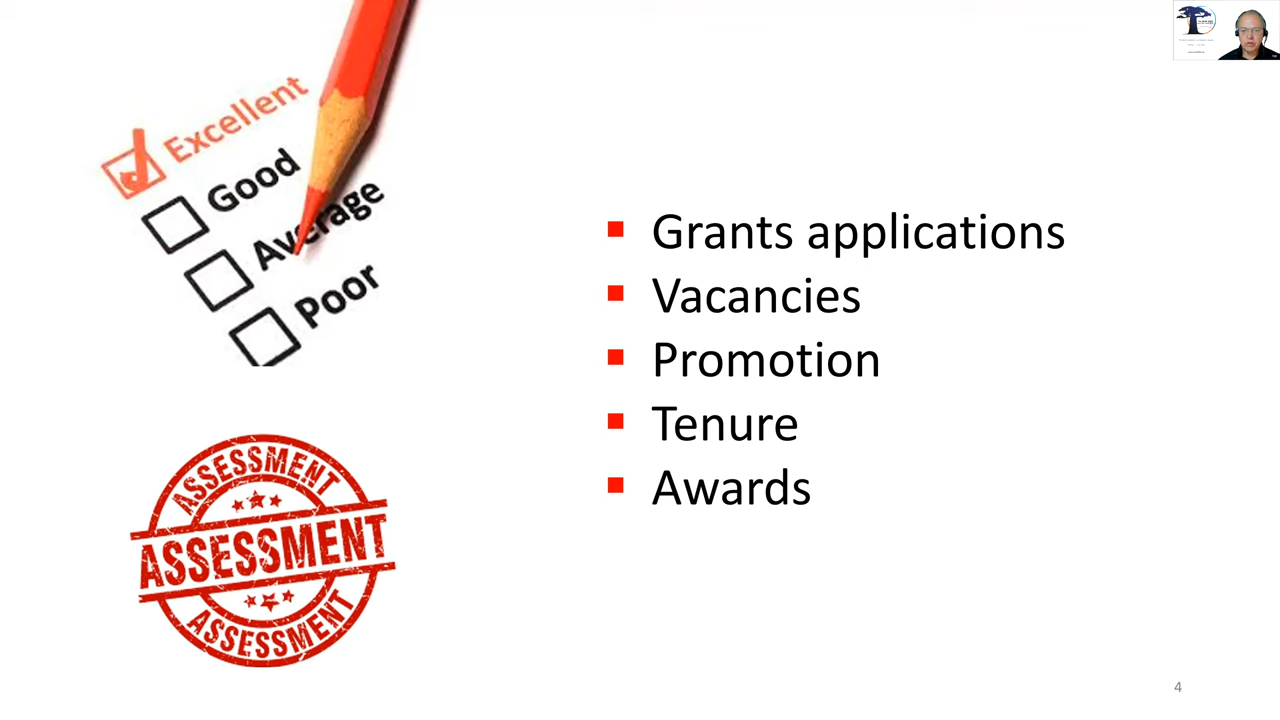 Excellent
Good
Average
Poor
ASSESSMENT
ASSESSMENT
ASSESSMENT
Grants applications
Vacancies
Promotion
Tenure
Awards
4